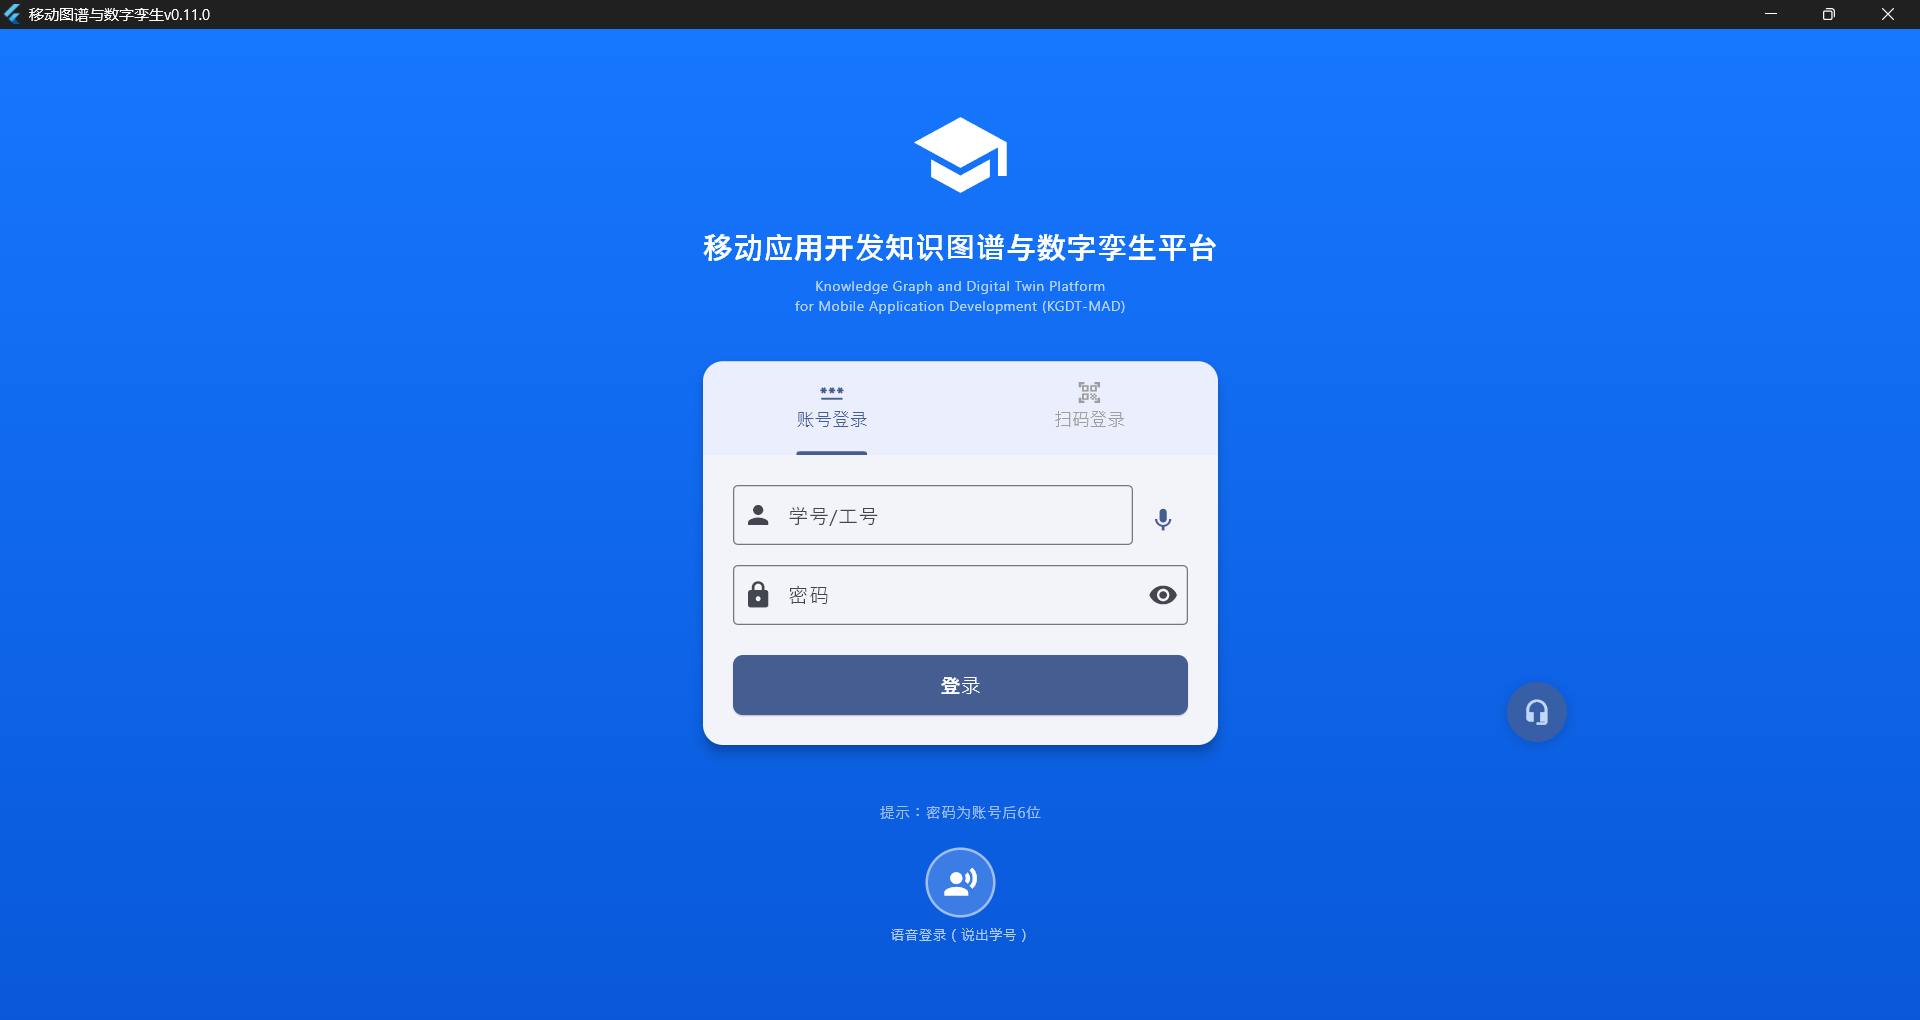 移动图谱与数字孪生v0.11.0
移动应用开发知识图谱与数字孪生平台
Knowledge Graph and Digital Twin Platform
for Mobile Application Development (KGDT-MAD)
账号登录
扫码登录
学号/工号
密码
登录
提示：密码为账号后6位
语音登录（说出学号）